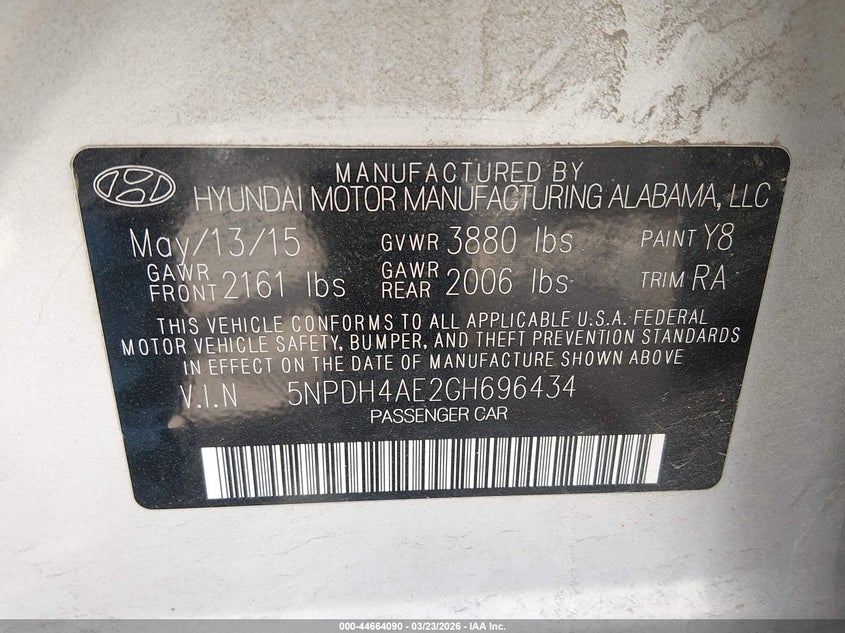 MANUFACTURED BY
HYUNDAI MOTOR MANUFACTURING ALABAMA, LLC
May/13/15 GVWR 3880 lbs PAINT Y8
GAWR FRONT 2161 lbs GAWR REAR 2006 lbs TRIM RA
THIS VEHICLE CONFORMS TO ALL APPLICABLE U.S.A. FEDERAL
MOTOR VEHICLE SAFETY, BUMPER, AND THEFT PREVENTION STANDARDS
IN EFFECT ON THE DATE OF MANUFACTURE SHOWN ABOVE
V.I.N 5NPDH4AE2GH696434
PASSENGER CAR
000-44664090 - 03/23/2026 - IAA Inc.